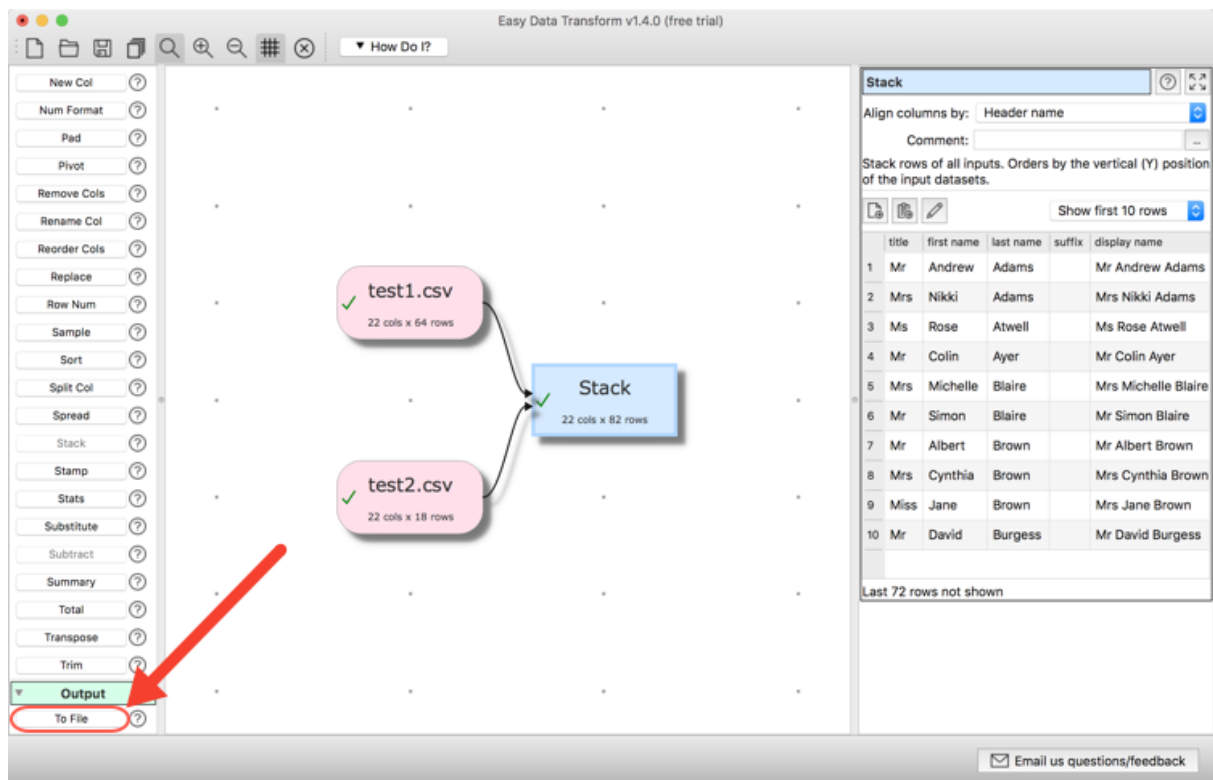 Easy Data Transform v1.4.0 (free trial)
▼ How Do I?
New Col
Num Format
Pad
Pivot
Remove Cols
Rename Col
Reorder Cols
Replace
Row Num
Sample
Sort
Split Col
Spread
Stack
Stamp
Stats
Substitute
Subtract
Summary
Total
Transpose
Trim
Output
To File
test1.csv
22 cols x 64 rows
Stack
22 cols x 82 rows
test2.csv
22 cols x 18 rows
Stack
Align columns by: Header name
Comment: ...
Stack rows of all inputs. Orders by the vertical (Y) position
of the input datasets.
Show first 10 rows
title first name last name suffix display name
1 Mr Andrew Adams Mr Andrew Adams
2 Mrs Nikki Adams Mrs Nikki Adams
3 Ms Rose Atwell Ms Rose Atwell
4 Mr Colin Ayer Mr Colin Ayer
5 Mrs Michelle Blaire Mrs Michelle Blaire
6 Mr Simon Blaire Mr Simon Blaire
7 Mr Albert Brown Mr Albert Brown
8 Mrs Cynthia Brown Mrs Cynthia Brown
9 Miss Jane Brown Mrs Jane Brown
10 Mr David Burgess Mr David Burgess
Last 72 rows not shown
Email us questions/feedback